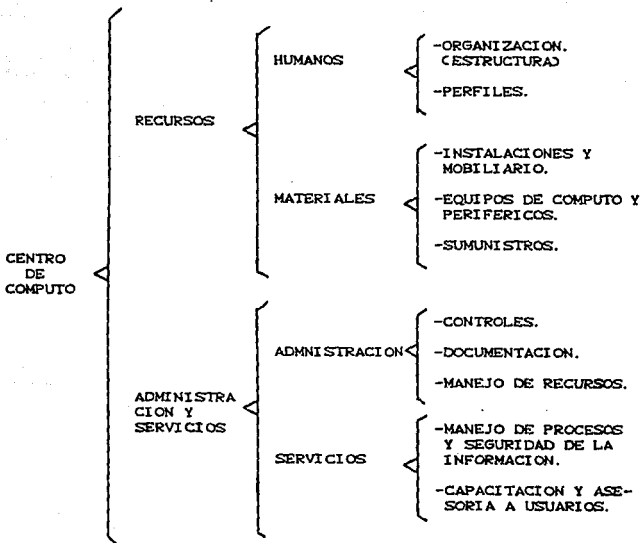 CENTRO
DE
COMPUTO
RECURSOS
HUMANOS
-ORGANIZACION.
(ESTRUCTURA)
-PERFILES.
MATERIALES
-INSTALACIONES Y
MOBILIARIO.
-EQUIPOS DE COMPUTO Y
PERIFERICOS.
-SUMUNISTROS.
ADMINISTRA
CION Y
SERVICIOS
ADMNISTRACION
-CONTROLES.
-DOCUMENTACION.
-MANEJO DE RECURSOS.
SERVICIOS
-MANEJO DE PROCESOS
Y SEGURIDAD DE LA
INFORMACION.
-CAPACITACION Y ASE-
SORIA A USUARIOS.